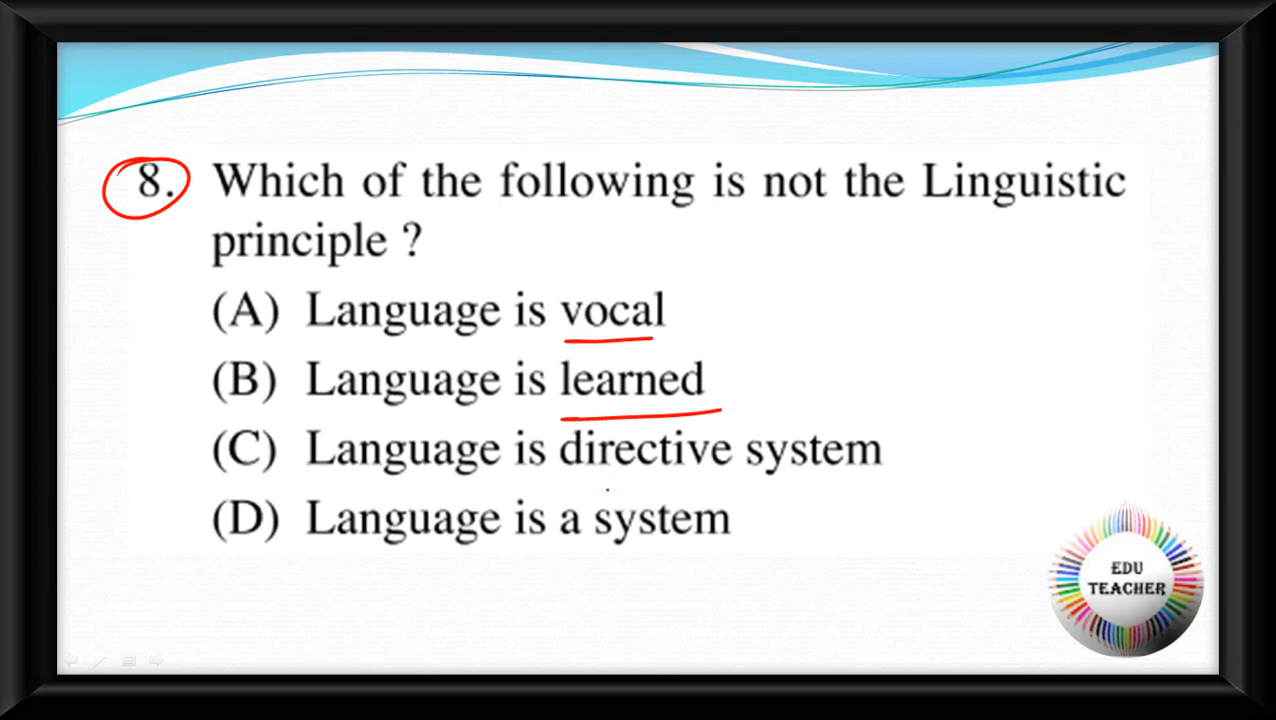 8. Which of the following is not the Linguistic
principle ?
(A) Language is vocal
(B) Language is learned
(C) Language is directive system
(D) Language is a system
EDU
TEACHER